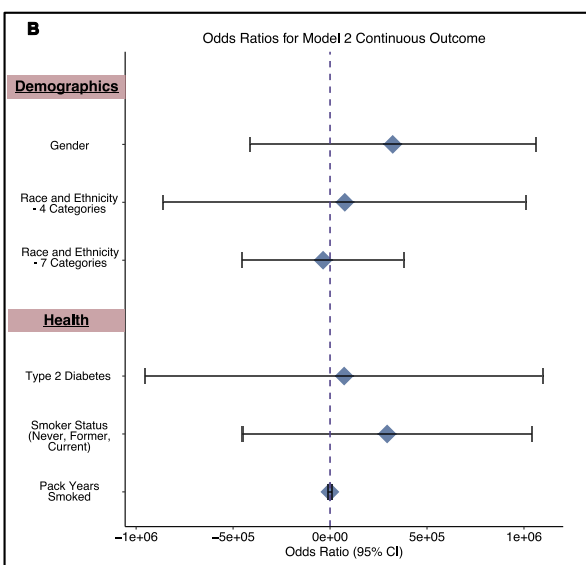 B
Odds Ratios for Model 2 Continuous Outcome
Demographics
Gender
Race and Ethnicity
- 4 Categories
Race and Ethnicity
- 7 Categories
Health
Type 2 Diabetes
Smoker Status
(Never, Former,
Current)
Pack Years
Smoked
−1e+06 −5e+05 0e+00 5e+05 1e+06
Odds Ratio (95% CI)